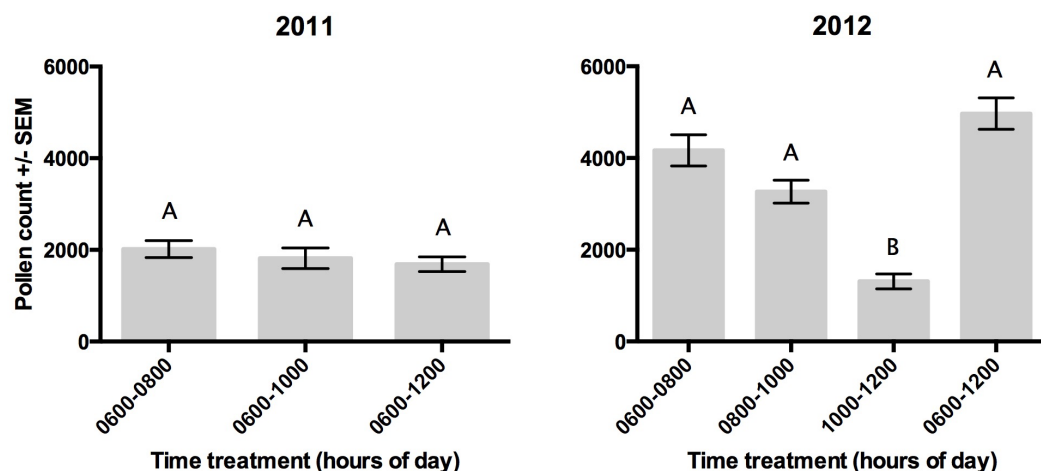 2011
Pollen count +/- SEM
6000
4000
2000
0
A
A
A
0600-0800
0600-1000
0600-1200
Time treatment (hours of day)
2012
6000
4000
2000
0
A
A
B
A
0600-0800
0800-1000
1000-1200
0600-1200
Time treatment (hours of day)